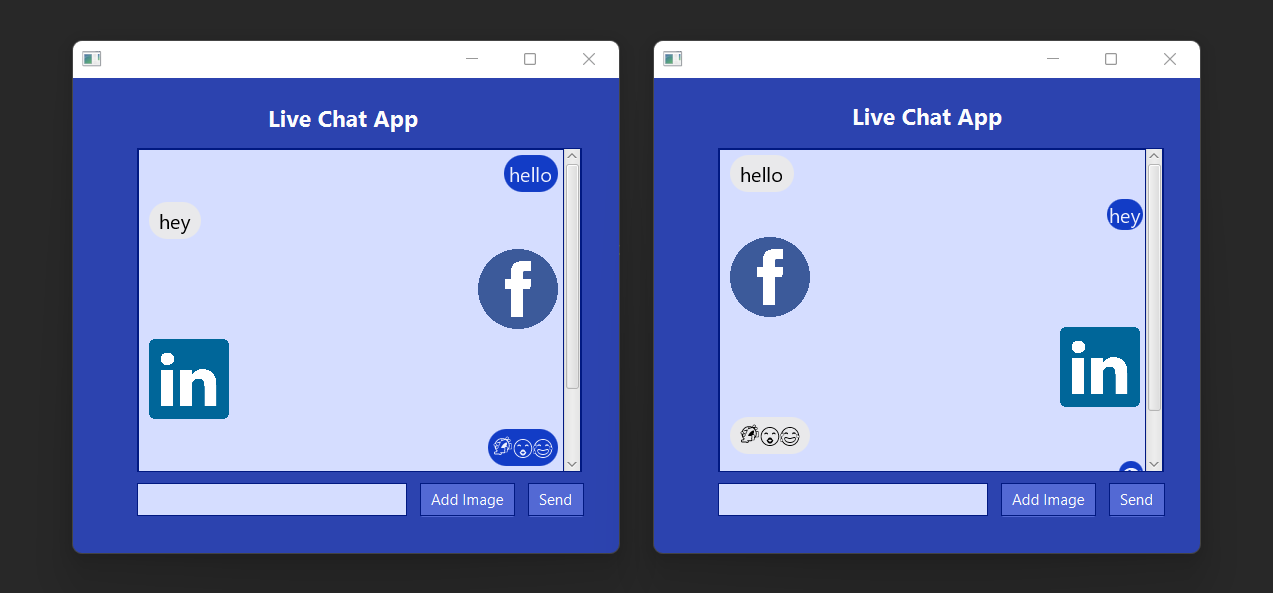 Live Chat App
hello
hey
f
in
🗣😮😂
Add Image
Send
Live Chat App
hello
hey
f
in
🗣😮😂
Add Image
Send